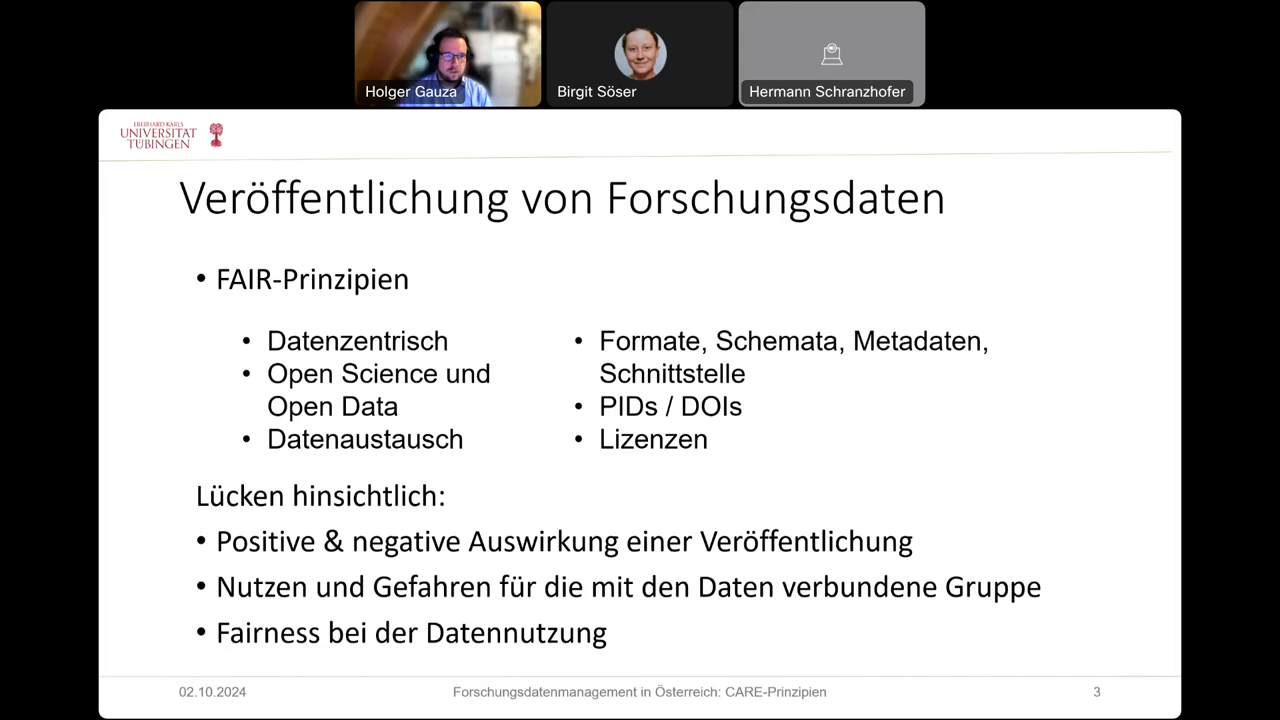 Holger Gauza
Birgit Söser
Hermann Schranzhofer
EBERHARD KARLS
UNIVERSITÄT
TÜBINGEN
Veröffentlichung von Forschungsdaten
• FAIR-Prinzipien
• Datenzentrisch
• Open Science und
Open Data
• Datenaustausch
• Formate, Schemata, Metadaten,
Schnittstelle
• PIDs / DOIs
• Lizenzen
Lücken hinsichtlich:
• Positive & negative Auswirkung einer Veröffentlichung
• Nutzen und Gefahren für die mit den Daten verbundene Gruppe
• Fairness bei der Datennutzung
02.10.2024
Forschungsdatenmanagement in Österreich: CARE-Prinzipien
3